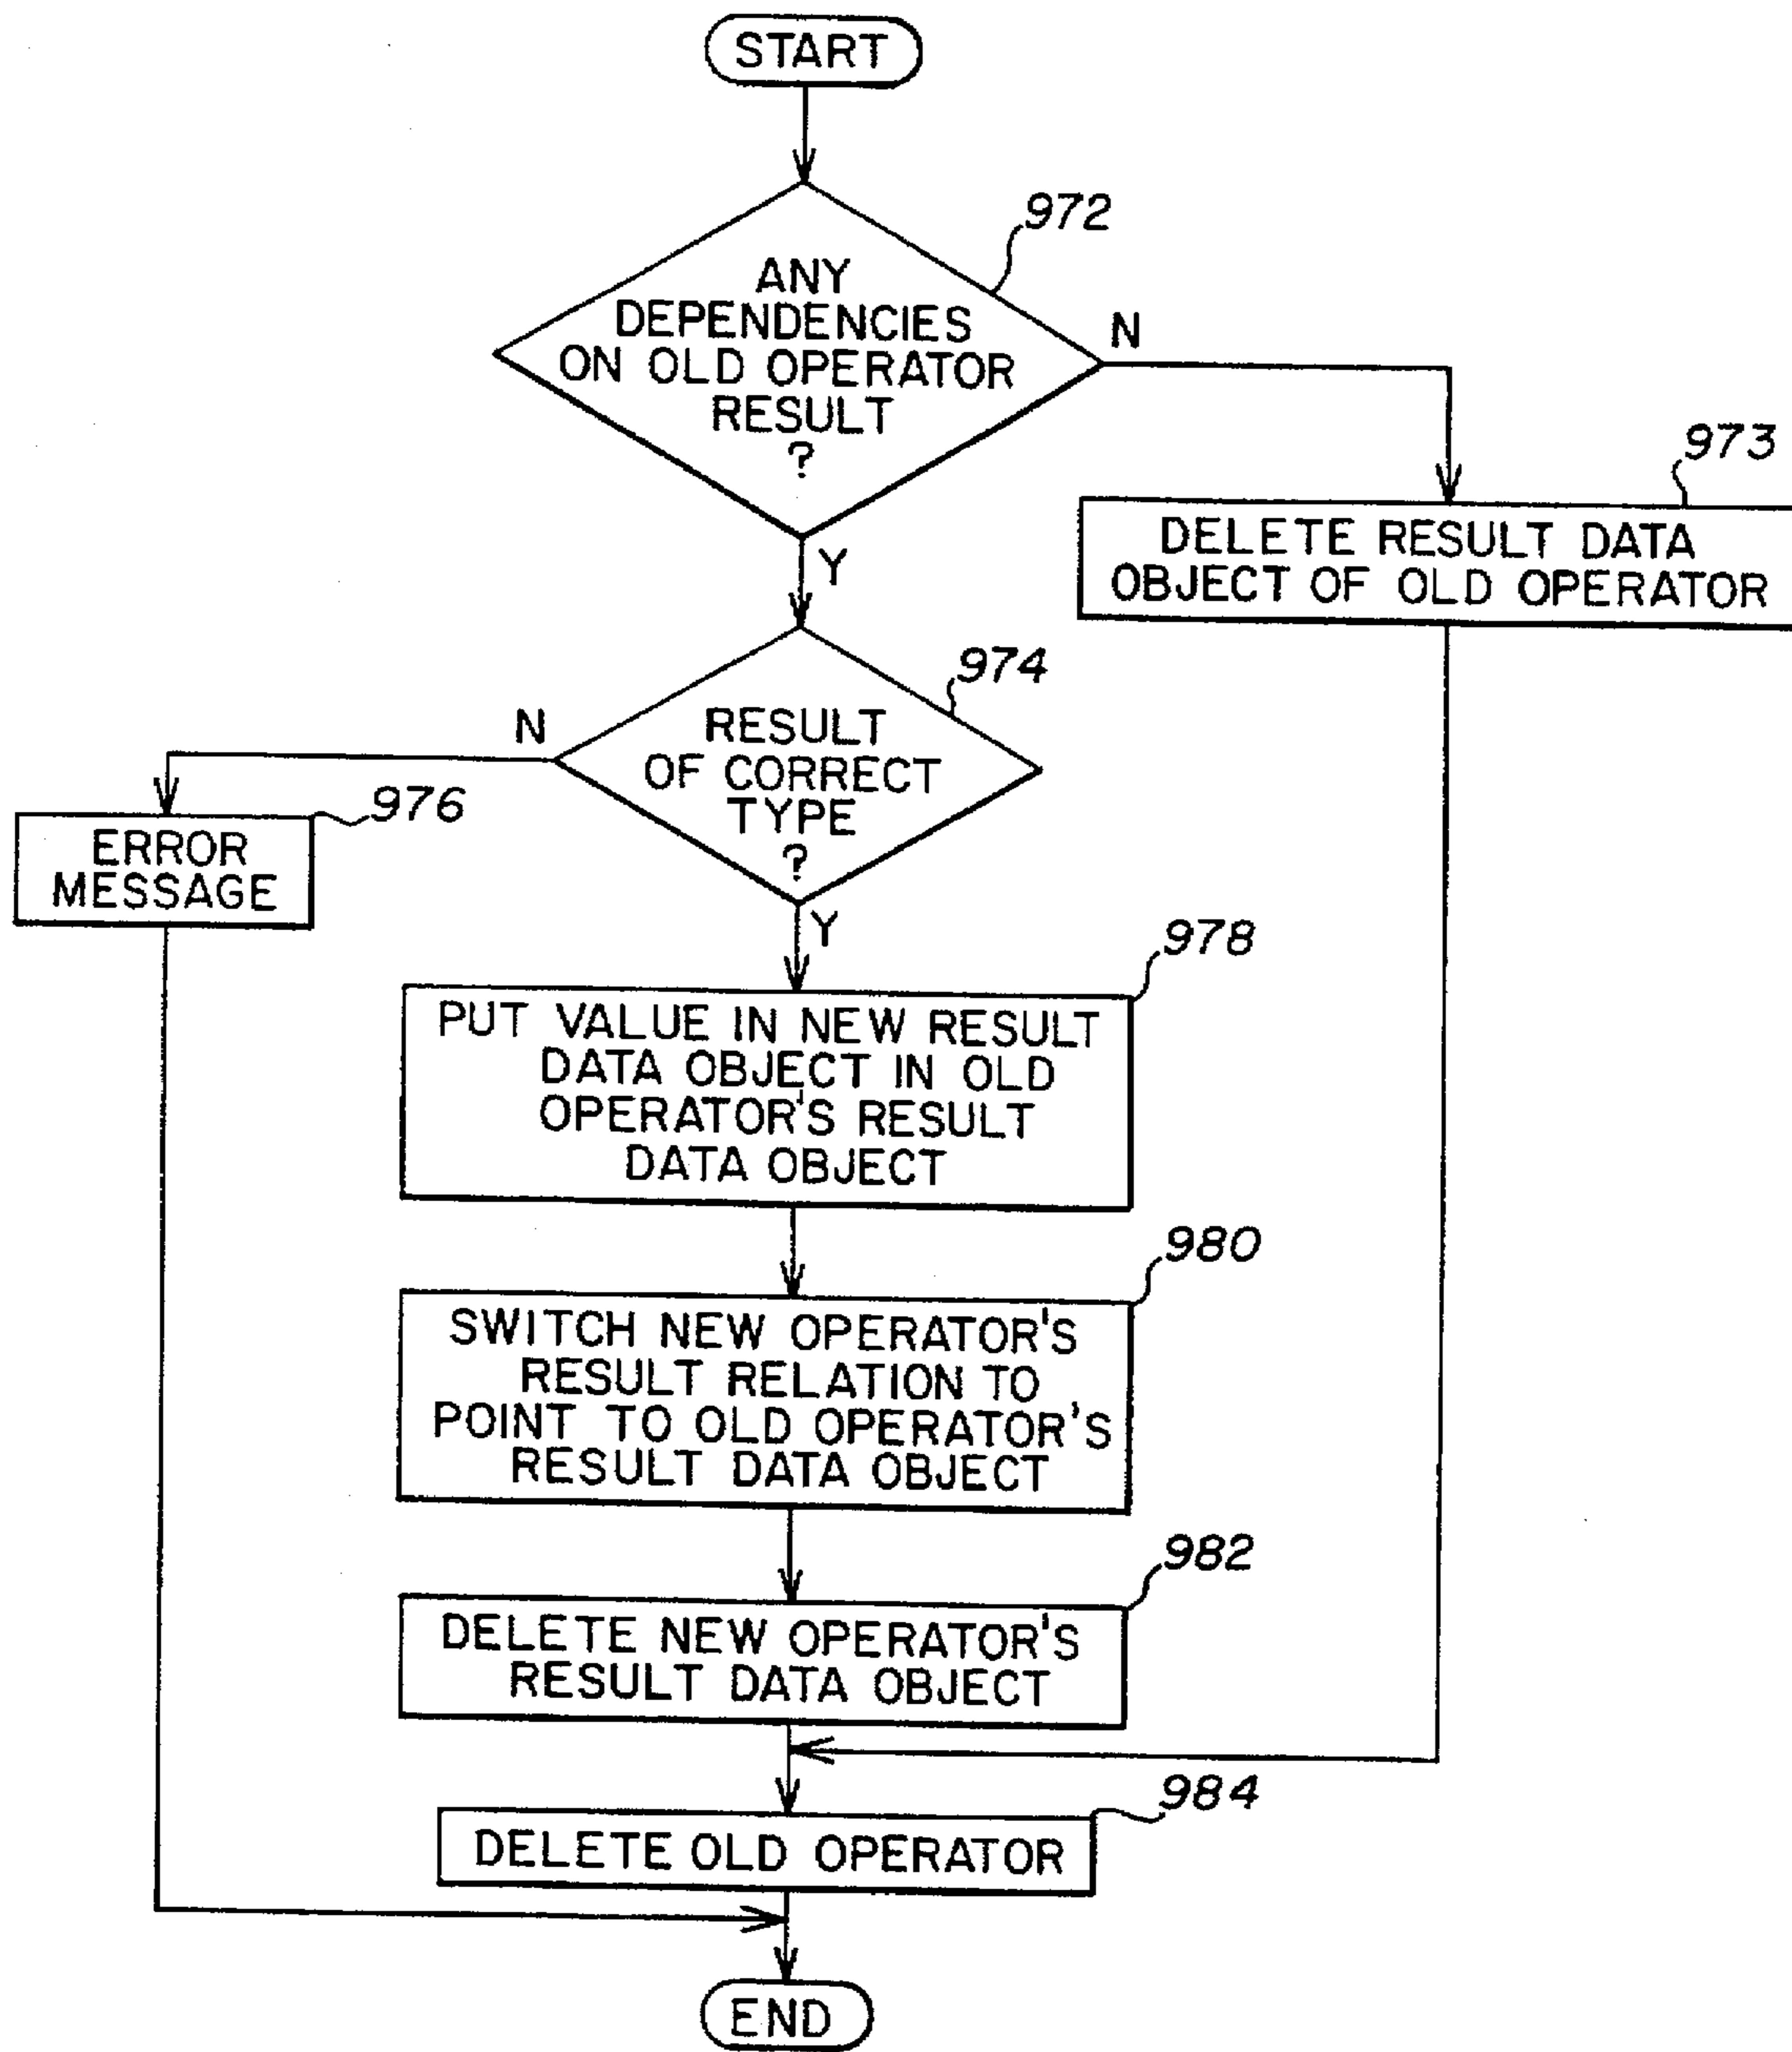 START
972
ANY
DEPENDENCIES
ON OLD OPERATOR
RESULT
?
N
973
DELETE RESULT DATA
OBJECT OF OLD OPERATOR
Y
974
RESULT
OF CORRECT
TYPE
?
N
976
ERROR
MESSAGE
Y
978
PUT VALUE IN NEW RESULT
DATA OBJECT IN OLD
OPERATOR'S RESULT
DATA OBJECT
980
SWITCH NEW OPERATOR'S
RESULT RELATION TO
POINT TO OLD OPERATOR'S
RESULT DATA OBJECT
982
DELETE NEW OPERATOR'S
RESULT DATA OBJECT
984
DELETE OLD OPERATOR
END